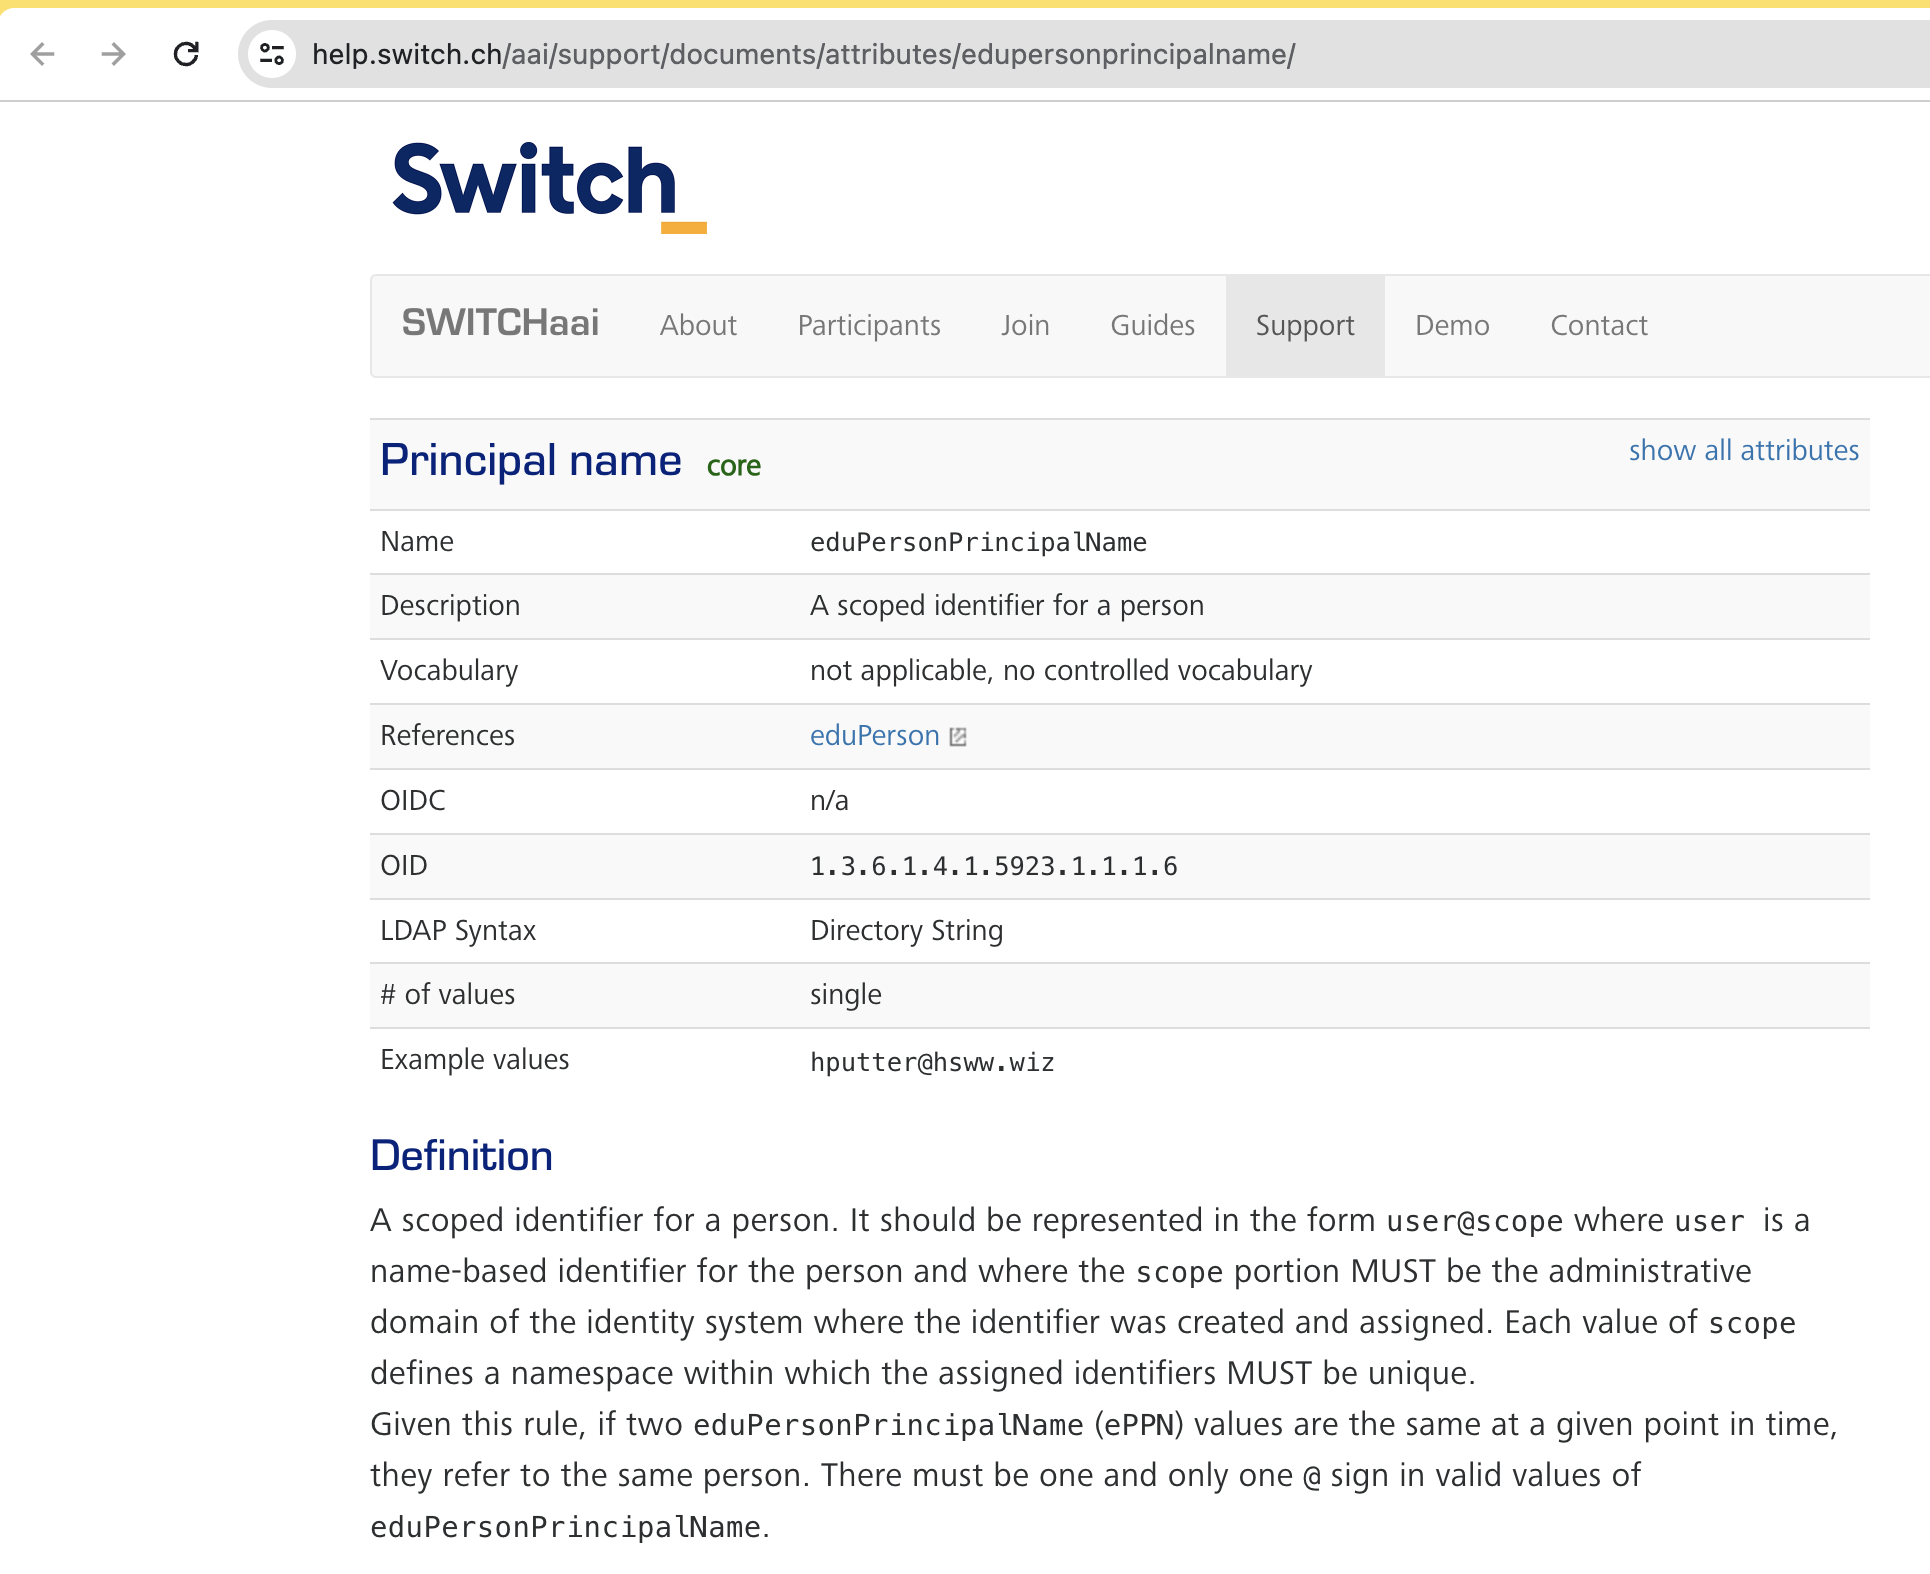 help.switch.ch/aai/support/documents/attributes/edupersonprincipalname/
Switch_
SWITCHaai About Participants Join Guides Support Demo Contact
Principal name core show all attributes
Name eduPersonPrincipalName
Description A scoped identifier for a person
Vocabulary not applicable, no controlled vocabulary
References eduPerson
OIDC n/a
OID 1.3.6.1.4.1.5923.1.1.1.6
LDAP Syntax Directory String
# of values single
Example values hputter@hsww.wiz
Definition
A scoped identifier for a person. It should be represented in the form user@scope where user is a
name-based identifier for the person and where the scope portion MUST be the administrative
domain of the identity system where the identifier was created and assigned. Each value of scope
defines a namespace within which the assigned identifiers MUST be unique.
Given this rule, if two eduPersonPrincipalName (ePPN) values are the same at a given point in time,
they refer to the same person. There must be one and only one @ sign in valid values of
eduPersonPrincipalName.